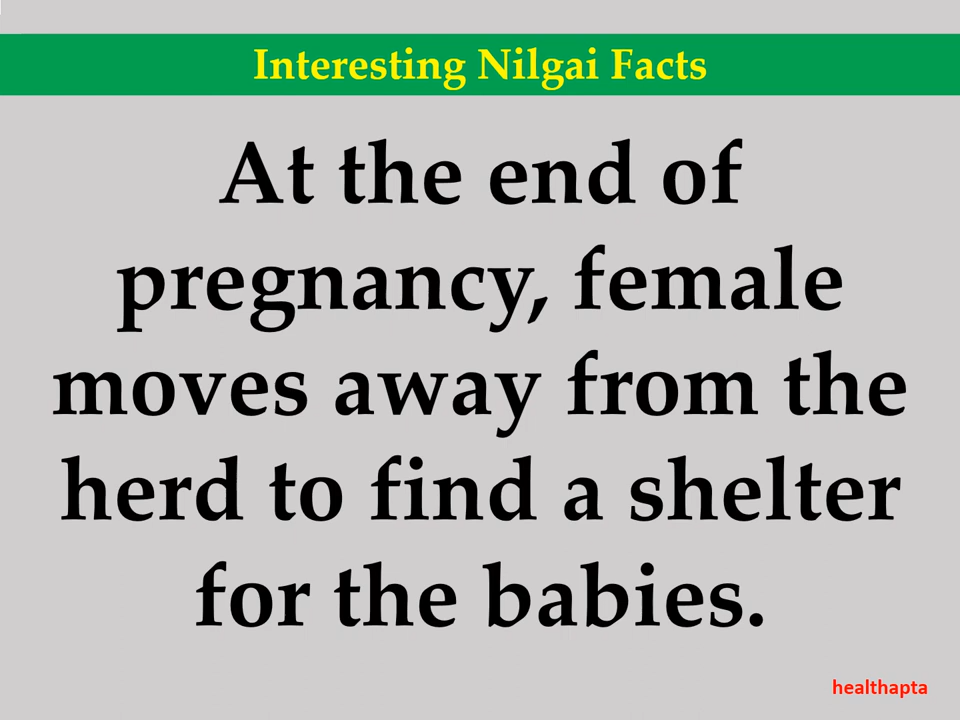 Interesting Nilgai Facts
At the end of
pregnancy, female
moves away from the
herd to find a shelter
for the babies.
healthapta